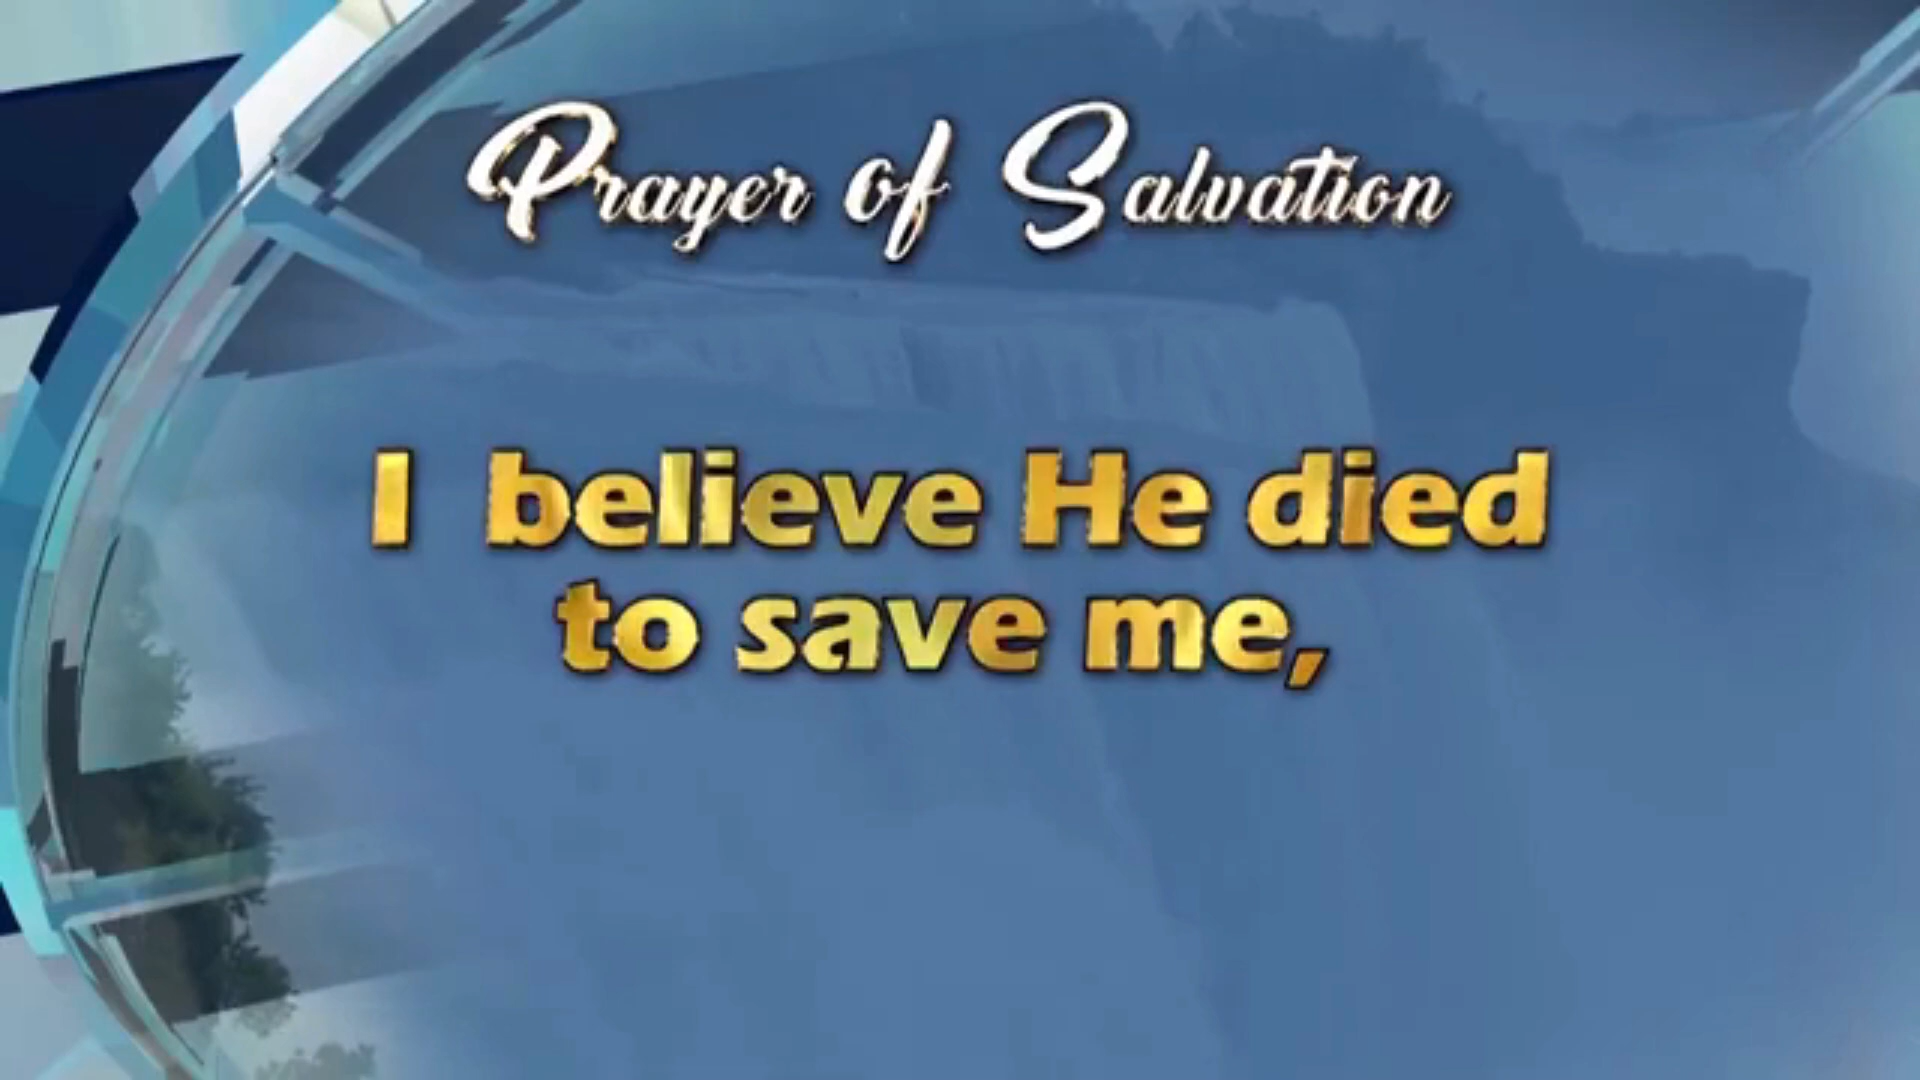 Prayer of Salvation
I believe He died
to save me,